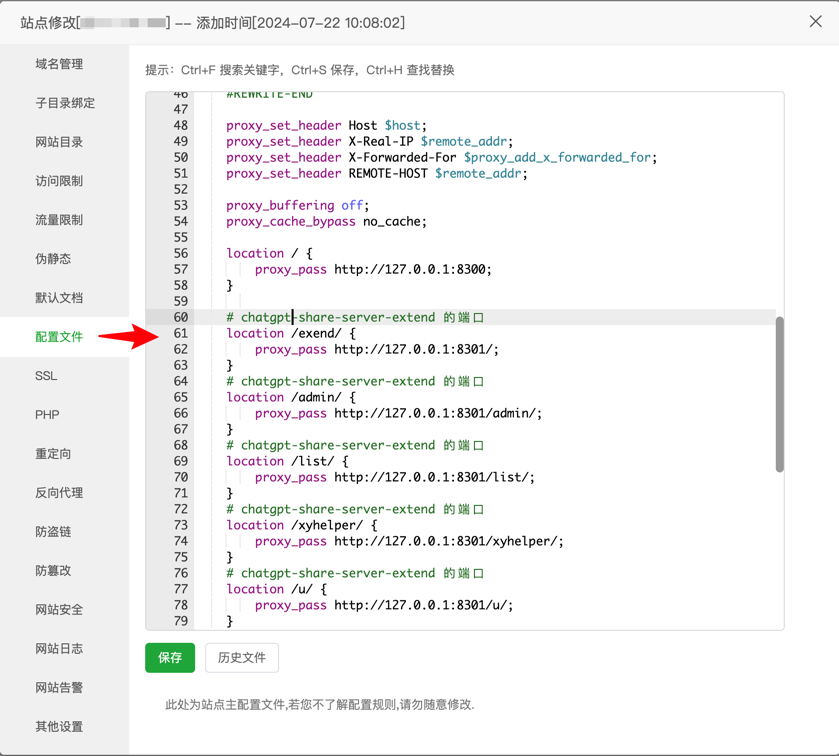 站点修改[] -- 添加时间[2024-07-22 10:08:02]
域名管理
子目录绑定
网站目录
访问限制
流量限制
伪静态
默认文档
配置文件
SSL
PHP
重定向
反向代理
防盗链
防篡改
网站安全
网站日志
网站告警
其他设置
提示：Ctrl+F 搜索关键字，Ctrl+S 保存，Ctrl+H 查找替换
46 #REWRITE-END
47
48 proxy_set_header Host $host;
49 proxy_set_header X-Real-IP $remote_addr;
50 proxy_set_header X-Forwarded-For $proxy_add_x_forwarded_for;
51 proxy_set_header REMOTE-HOST $remote_addr;
52
53 proxy_buffering off;
54 proxy_cache_bypass no_cache;
55
56 location / {
57 proxy_pass http://127.0.0.1:8300;
58 }
59
60 # chatgpt-share-server-extend 的端口
61 location /exend/ {
62 proxy_pass http://127.0.0.1:8301/;
63 }
64 # chatgpt-share-server-extend 的端口
65 location /admin/ {
66 proxy_pass http://127.0.0.1:8301/admin/;
67 }
68 # chatgpt-share-server-extend 的端口
69 location /list/ {
70 proxy_pass http://127.0.0.1:8301/list/;
71 }
72 # chatgpt-share-server-extend 的端口
73 location /xyhelper/ {
74 proxy_pass http://127.0.0.1:8301/xyhelper/;
75 }
76 # chatgpt-share-server-extend 的端口
77 location /u/ {
78 proxy_pass http://127.0.0.1:8301/u/;
79 }
保存 历史文件
此处为站点主配置文件,若您不了解配置规则,请勿随意修改.